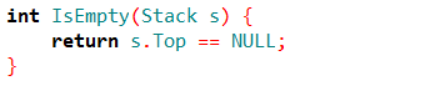 int IsEmpty(Stack s) {
    return s.Top == NULL;
}